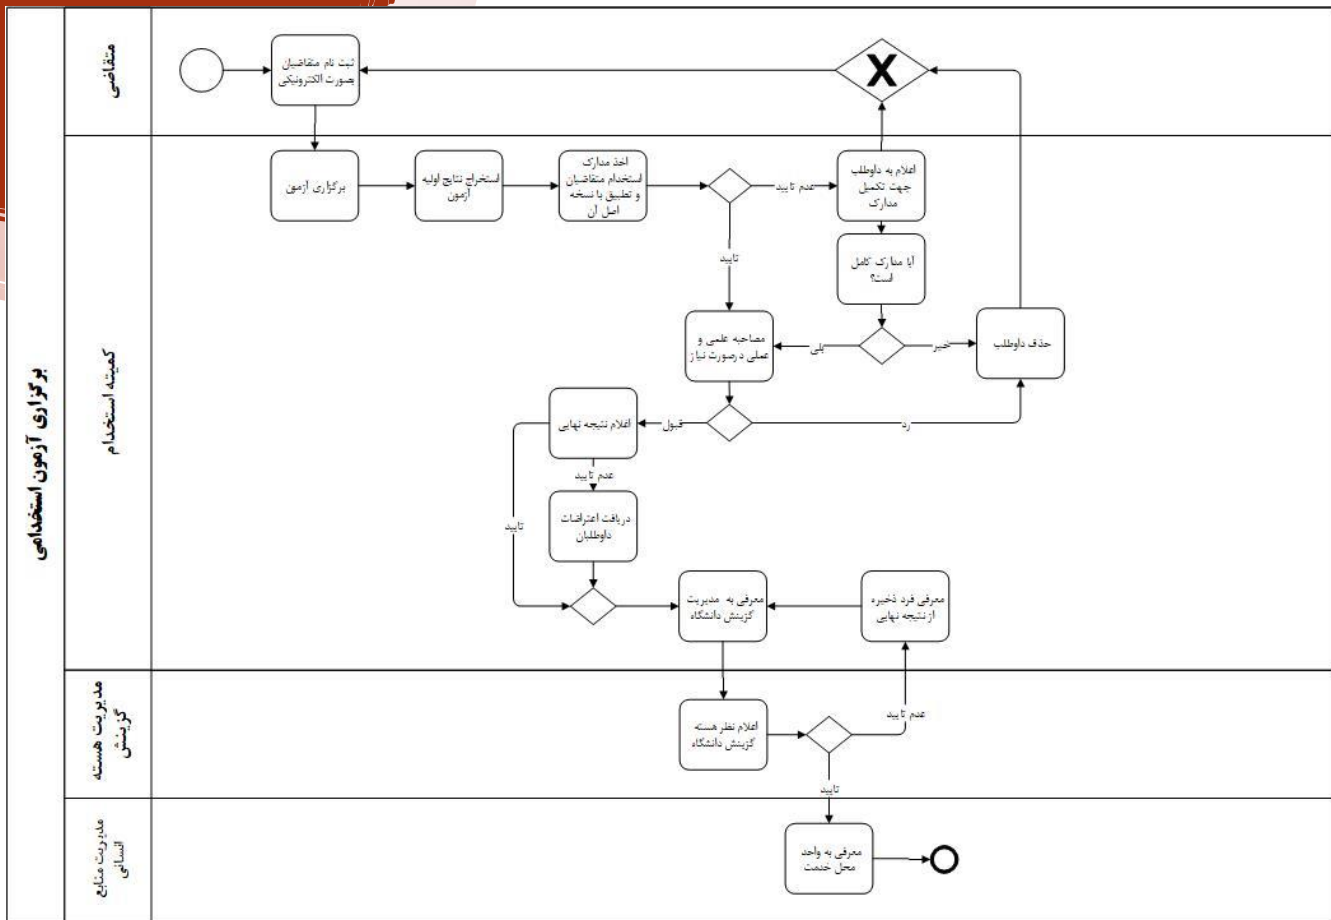 برگزاری آزمون استخدامی
متقاضی
ثبت نام متقاضیان
بصورت الکترونیکی
X
کمیته استخدام
برگزاری آزمون
استخراج نتایج اولیه
آزمون
اخذ مدارک
استخدام متقاضیان
و تطبیق با نسخه
اصل آن
عدم تایید
اعلام به داوطلب
جهت تکمیل
مدارک
تایید
آیا مدارک کامل
است؟
مصاحبه علمی و
عملی درصورت نیاز
بلی
خیر
حذف داوطلب
اعلام نتیجه نهایی
قبول
رد
عدم تایید
تایید
دریافت اعتراضات
داوطلبان
معرفی به مدیریت
گزینش دانشگاه
معرفی فرد ذخیره
از نتیجه نهایی
مدیریت هسته
گزینش
اعلام نظر هسته
گزینش دانشگاه
عدم تایید
تایید
مدیریت منابع
انسانی
معرفی به واحد
محل خدمت